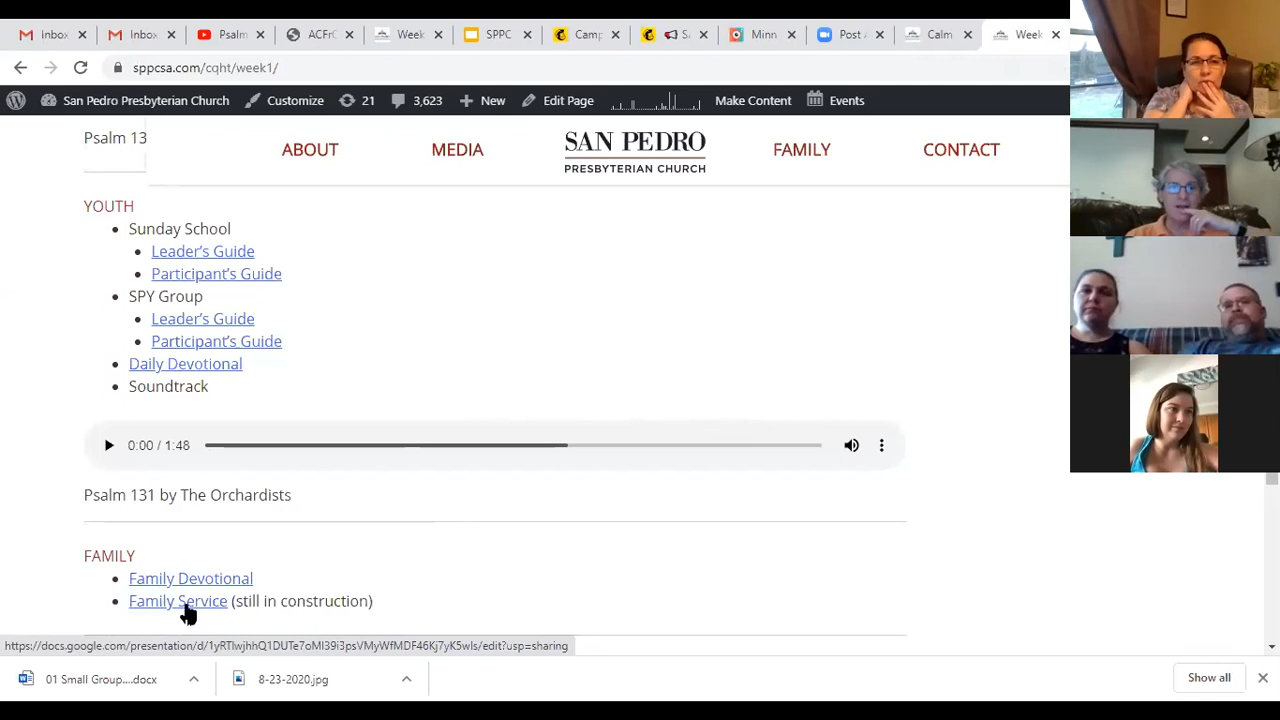 Inbox
Inbox
Psalm
ACFrC
Week
SPPC
Camp
Minn
Post A
Calm
Week
sppcsa.com/cqht/week1/
San Pedro Presbyterian Church Customize 21 3,623 New Edit Page Make Content Events
Psalm 13
ABOUT MEDIA SAN PEDRO FAMILY CONTACT
PRESBYTERIAN CHURCH
YOUTH
Sunday School
Leader's Guide
Participant's Guide
SPY Group
Leader's Guide
Participant's Guide
Daily Devotional
Soundtrack
0:00 / 1:48
Psalm 131 by The Orchardists
FAMILY
Family Devotional
Family Service (still in construction)
https://docs.google.com/presentation/d/1yRTlwjhhQ1DUTe7oMl39i3psVMyWfMDF46Kj7yK5wls/edit?usp=sharing
01 Small Group....docx 8-23-2020.jpg Show all